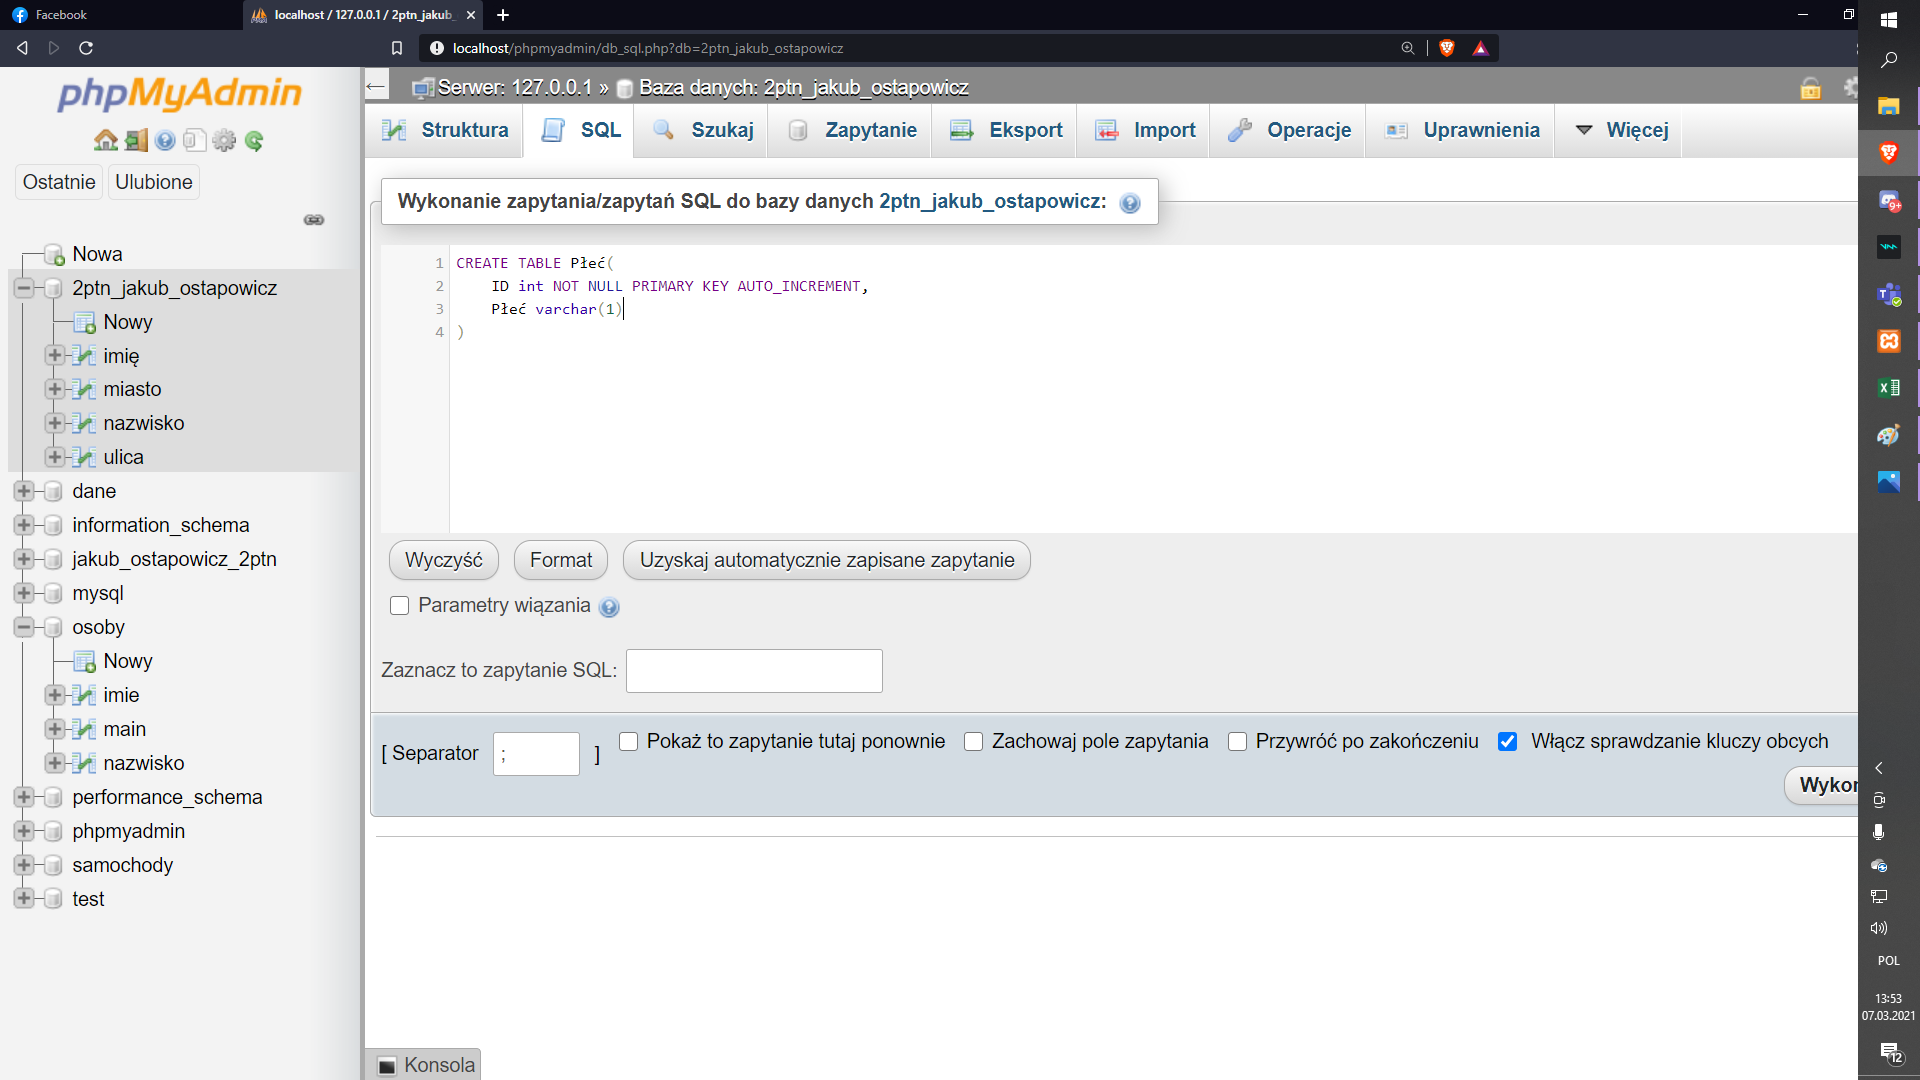 Facebook
localhost / 127.0.0.1 / 2ptn_jakub_
localhost/phpmyadmin/db_sql.php?db=2ptn_jakub_ostapowicz
phpMyAdmin
Ostatnie
Ulubione
Nowa
2ptn_jakub_ostapowicz
Nowy
imię
miasto
nazwisko
ulica
dane
information_schema
jakub_ostapowicz_2ptn
mysql
osoby
Nowy
imie
main
nazwisko
performance_schema
phpmyadmin
samochody
test
Serwer: 127.0.0.1 » Baza danych: 2ptn_jakub_ostapowicz
Struktura
SQL
Szukaj
Zapytanie
Eksport
Import
Operacje
Uprawnienia
Więcej
Wykonanie zapytania/zapytań SQL do bazy danych 2ptn_jakub_ostapowicz:
1 CREATE TABLE Płeć(
2 ID int NOT NULL PRIMARY KEY AUTO_INCREMENT,
3 Płeć varchar(1)
4 )
Wyczyść
Format
Uzyskaj automatycznie zapisane zapytanie
Parametry wiązania
Zaznacz to zapytanie SQL:
[ Separator ; ]
Pokaż to zapytanie tutaj ponownie
Zachowaj pole zapytania
Przywróć po zakończeniu
Włącz sprawdzanie kluczy obcych
Wykon
Konsola
9+
POL
13:53
07.03.2021
12